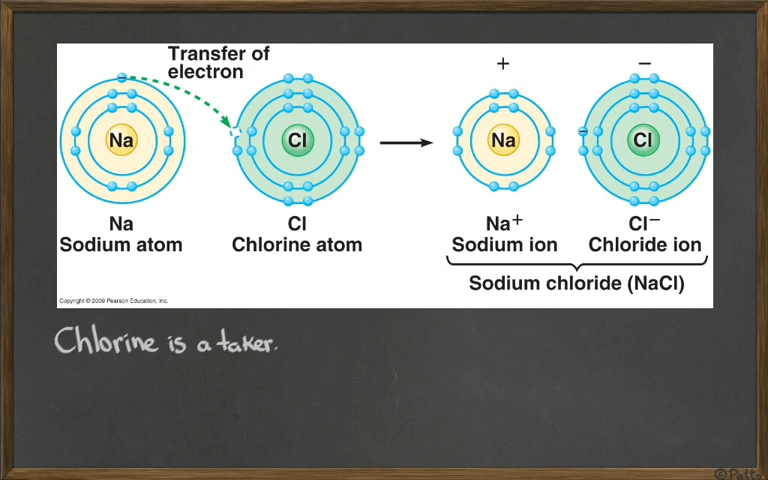 Transfer of
electron
+
−
Na
Cl
Na
Cl
Na
Sodium atom
Cl
Chlorine atom
Na+
Sodium ion
Cl−
Chloride ion
Sodium chloride (NaCl)
Copyright © 2009 Pearson Education, Inc.
Chlorine is a taker.